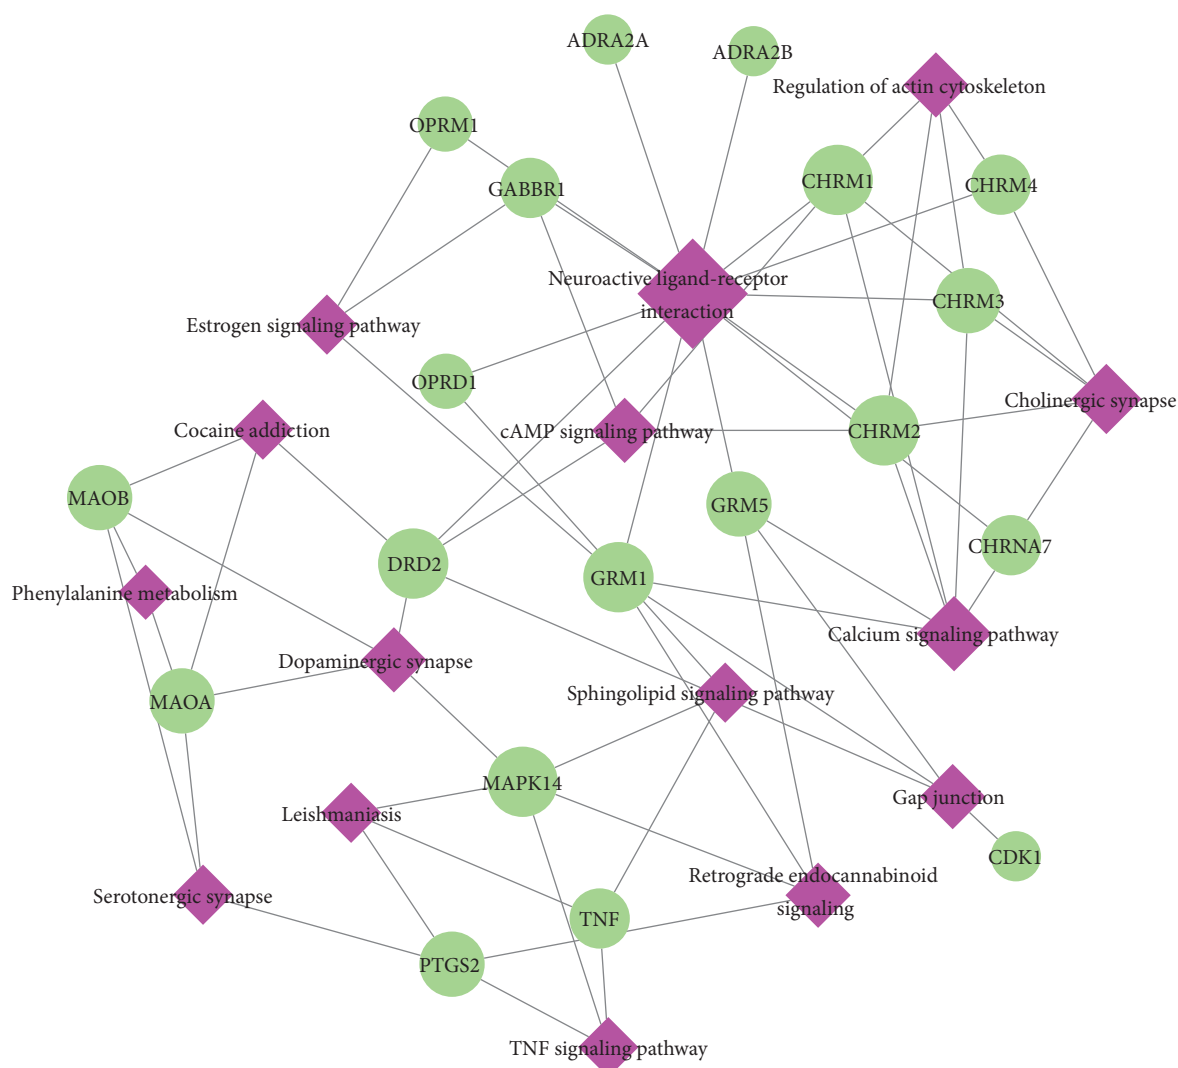 ADRA2A
ADRA2B
Regulation of actin cytoskeleton
OPRM1
GABBR1
CHRM1
CHRM4
Neuroactive ligand-receptor
interaction
CHRM3
Estrogen signaling pathway
OPRD1
Cholinergic synapse
Cocaine addiction
cAMP signaling pathway
CHRM2
MAOB
GRM5
CHRNA7
DRD2
GRM1
Phenylalanine metabolism
Calcium signaling pathway
Dopaminergic synapse
Sphingolipid signaling pathway
MAOA
MAPK14
Gap junction
Leishmaniasis
CDK1
Retrograde endocannabinoid
signaling
Serotonergic synapse
TNF
PTGS2
TNF signaling pathway